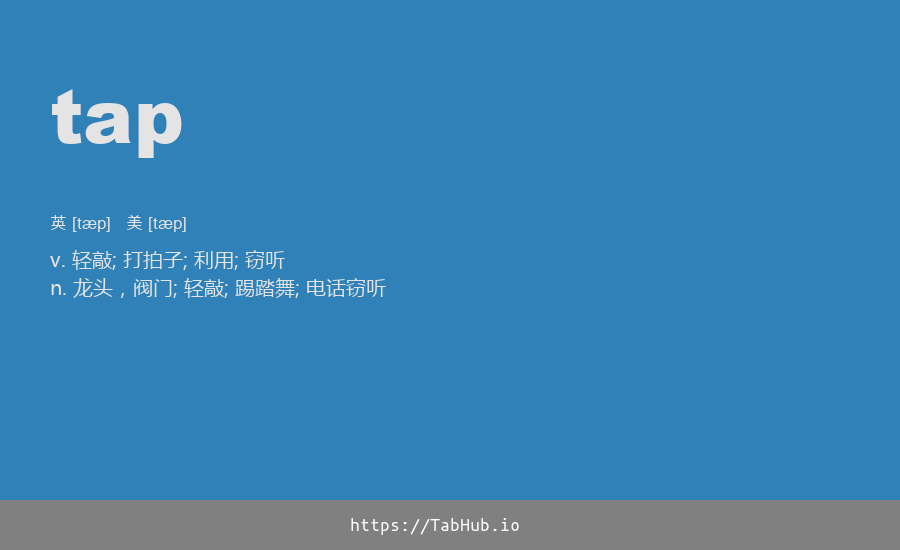 tap
英 [tæp] 美 [tæp]
v. 轻敲; 打拍子; 利用; 窃听
n. 龙头，阀门; 轻敲; 踢踏舞; 电话窃听
https://TabHub.io